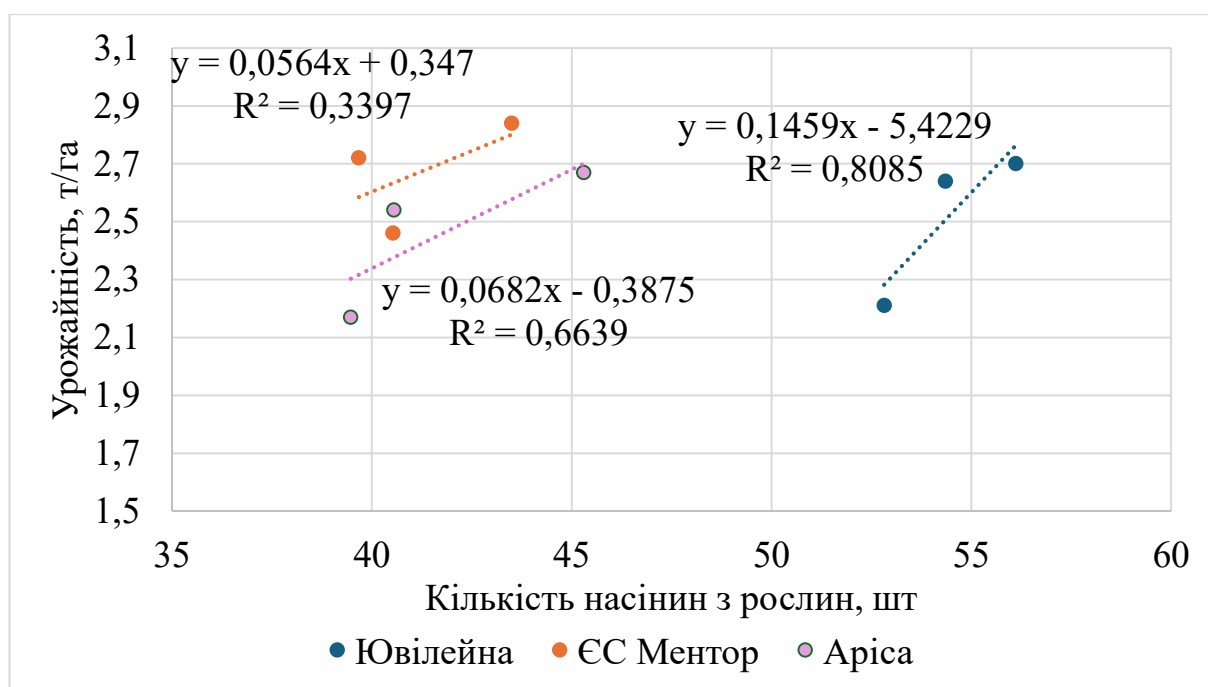 y = 0,0564x + 0,347
R² = 0,3397
y = 0,1459x - 5,4229
R² = 0,8085
y = 0,0682x - 0,3875
R² = 0,6639
Урожайність, т/га
3,1
2,9
2,7
2,5
2,3
2,1
1,9
1,7
1,5
35 40 45 50 55 60
Кількість насінин з рослин, шт
Ювілейна ЄС Ментор Аріса